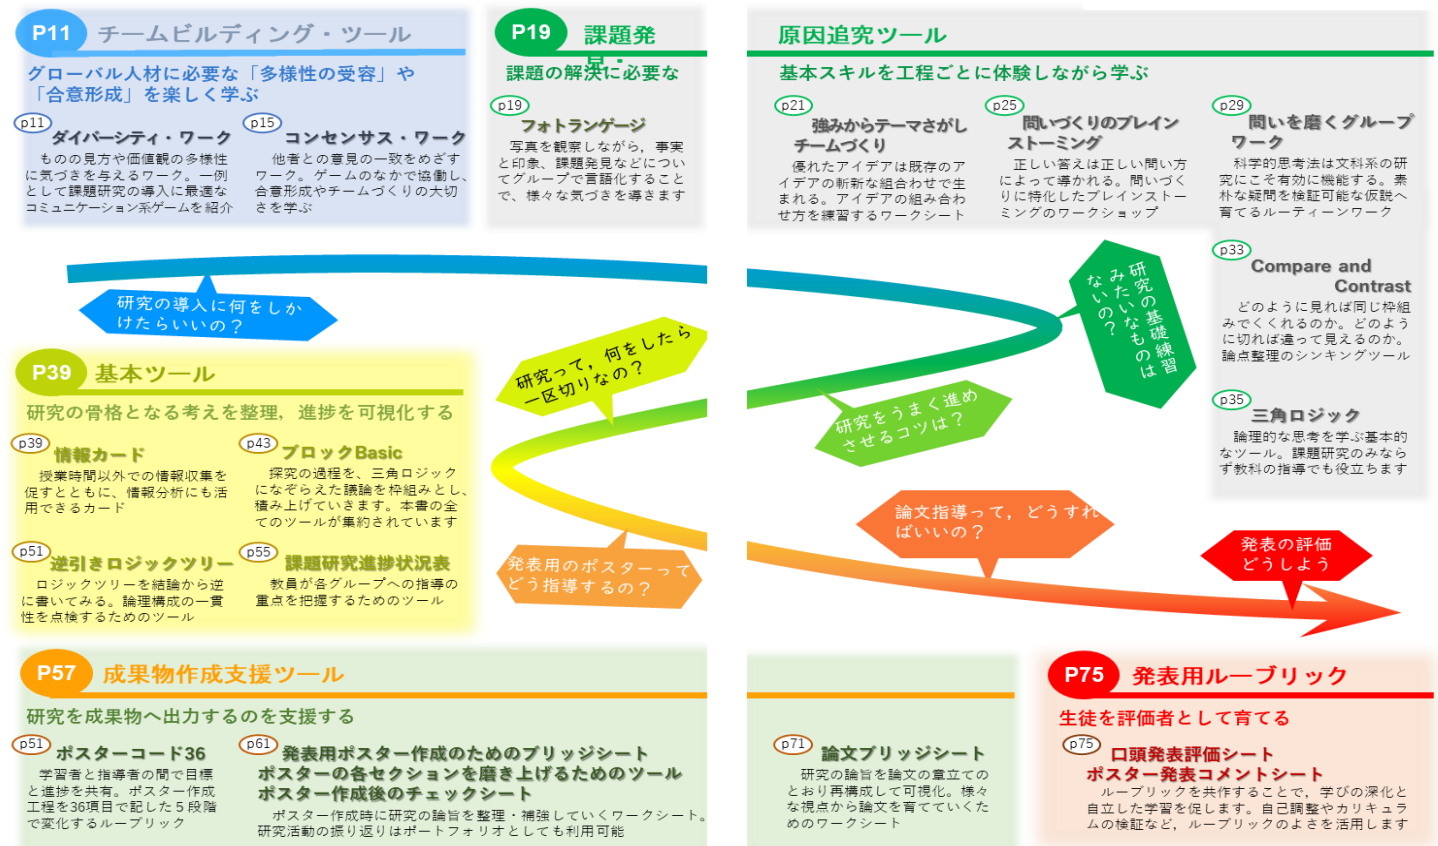 P11 チームビルディング・ツール
グローバル人材に必要な「多様性の受容」や
「合意形成」を楽しく学ぶ
p11
ダイバーシティ・ワーク
ものの見方や価値観の多様性
に気づきを与えるワーク。一例
として課題研究の導入に最適な
コミュニケーション系ゲームを紹介
p15
コンセンサス・ワーク
他者との意見の一致をめざす
ワーク。ゲームのなかで協働し、
合意形成やチームづくりの大切
さを学ぶ
P19 課題発
見・
課題の解決に必要な
p19
フォトランゲージ
写真を観察しながら，事実
と印象、課題発見などについ
てグループで言語化すること
で、様々な気づきを導きます
原因追究ツール
基本スキルを工程ごとに体験しながら学ぶ
p21
強みからテーマさがし
チームづくり
優れたアイデアは既存のア
イデアの斬新な組合わせで生
まれる。アイデアの組み合わ
せ方を練習するワークシート
p25
問いづくりのブレイン
ストーミング
正しい答えは正しい問い方
によって導かれる。問いづく
りに特化したブレインストー
ミングのワークショップ
p29
問いを磨くグループ
ワーク
科学的思考法は文科系の研
究にこそ有効に機能する。素
朴な疑問を検証可能な仮説へ
育てるルーティーンワーク
p33
Compare and
Contrast
どのように見れば同じ枠組
みでくくれるのか。どのよう
に切れば違って見えるのか。
論点整理のシンキングツール
p35
三角ロジック
論理的な思考を学ぶ基本的
なツール。課題研究のみなら
ず教科の指導でも役立ちます
研究の導入に何をしか
けたらいいの？
研究の基礎練習
みたいなものは
ないの？
研究をうまく進め
させるコツは？
研究って，何をしたら
一区切りなの？
発表用のポスターって
どう指導するの？
論文指導って，どうすれ
ばいいの？
発表の評価
どうしよう
P39 基本ツール
研究の骨格となる考えを整理，進捗を可視化する
p39
情報カード
授業時間以外での情報収集を
促すとともに、情報分析にも活
用できるカード
p43
ブロックBasic
探究の過程を、三角ロジック
になぞらえた議論を枠組みとし、
積み上げていきます。本書の全
てのツールが集約されています
p51
逆引きロジックツリー
ロジックツリーを結論から逆
に書いてみる。論理構成の一貫
性を点検するためのツール
p55
課題研究進捗状況表
教員が各グループへの指導の
重点を把握するためのツール
P57 成果物作成支援ツール
研究を成果物へ出力するのを支援する
p51
ポスターコード36
学習者と指導者の間で目標
と進捗を共有。ポスター作成
工程を36項目で記した５段階
で変化するルーブリック
p61
発表用ポスター作成のためのブリッジシート
ポスターの各セクションを磨き上げるためのツール
ポスター作成後のチェックシート
ポスター作成時に研究の論旨を整理・補強していくワークシート。
研究活動の振り返りはポートフォリオとしても利用可能
p71
論文ブリッジシート
研究の論旨を論文の章立ての
とおり再構成して可視化。様々
な視点から論文を育てていくた
めのワークシート
P75 発表用ルーブリック
生徒を評価者として育てる
p75
口頭発表評価シート
ポスター発表コメントシート
ルーブリックを共作することで，学びの深化と
自立した学習を促します。自己調整やカリキュラ
ムの検証など，ルーブリックのよさを活用します